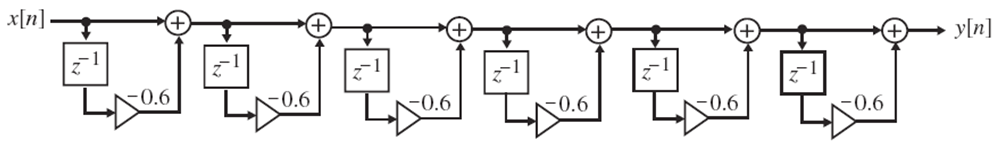 x[n] y[n]
z⁻¹ z⁻¹ z⁻¹ z⁻¹ z⁻¹ z⁻¹
−0.6 −0.6 −0.6 −0.6 −0.6 −0.6